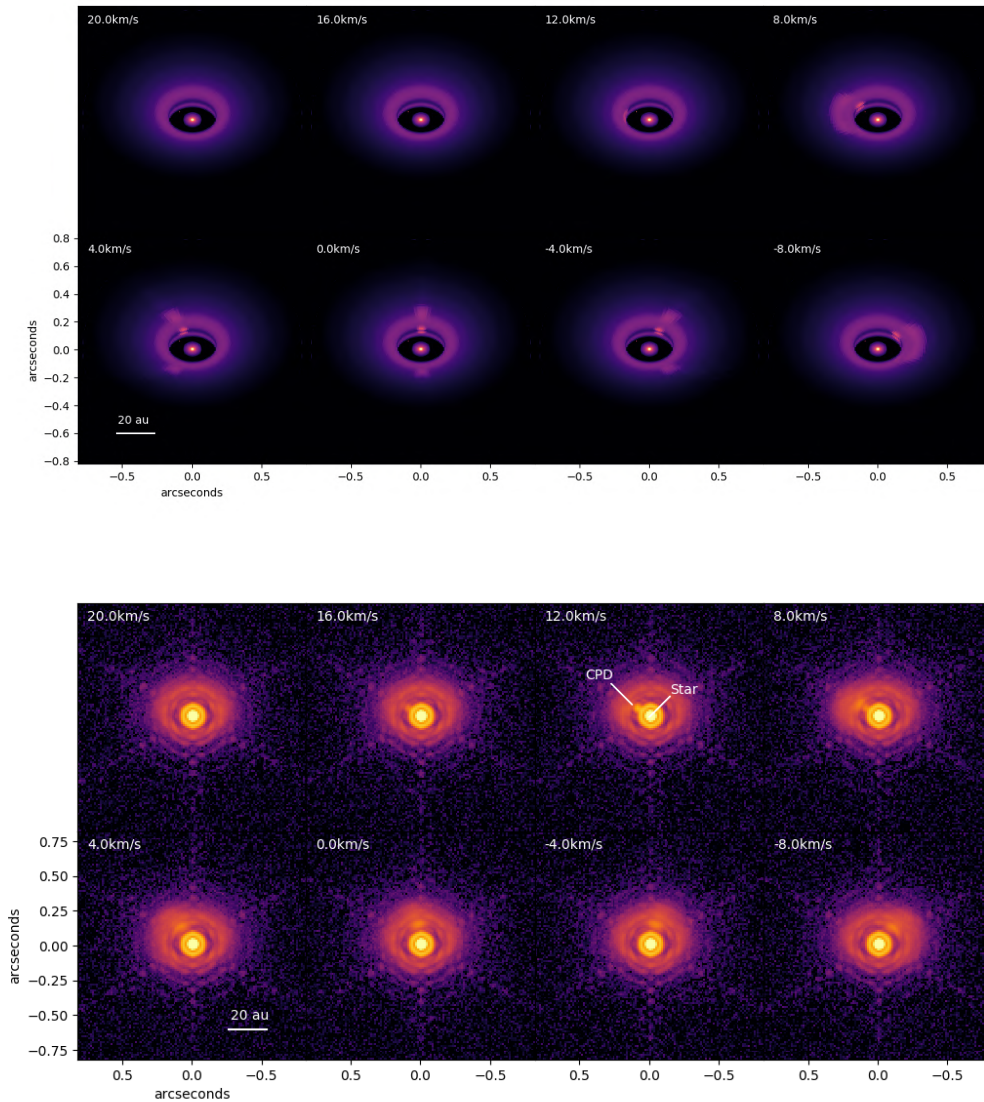 20.0km/s 16.0km/s 12.0km/s 8.0km/s
0.8
4.0km/s 0.0km/s -4.0km/s -8.0km/s
0.6
0.4
0.2
0.0
−0.2
−0.4
−0.6
−0.8
arcseconds
20 au
−0.5 0.0 0.5 −0.5 0.0 0.5 −0.5 0.0 0.5 −0.5 0.0 0.5
arcseconds
20.0km/s 16.0km/s 12.0km/s 8.0km/s
CPD
Star
0.75
4.0km/s 0.0km/s -4.0km/s -8.0km/s
0.50
0.25
0.00
−0.25
−0.50
−0.75
arcseconds
20 au
0.5 0.0 −0.5 0.5 0.0 −0.5 0.5 0.0 −0.5 0.5 0.0 −0.5
arcseconds